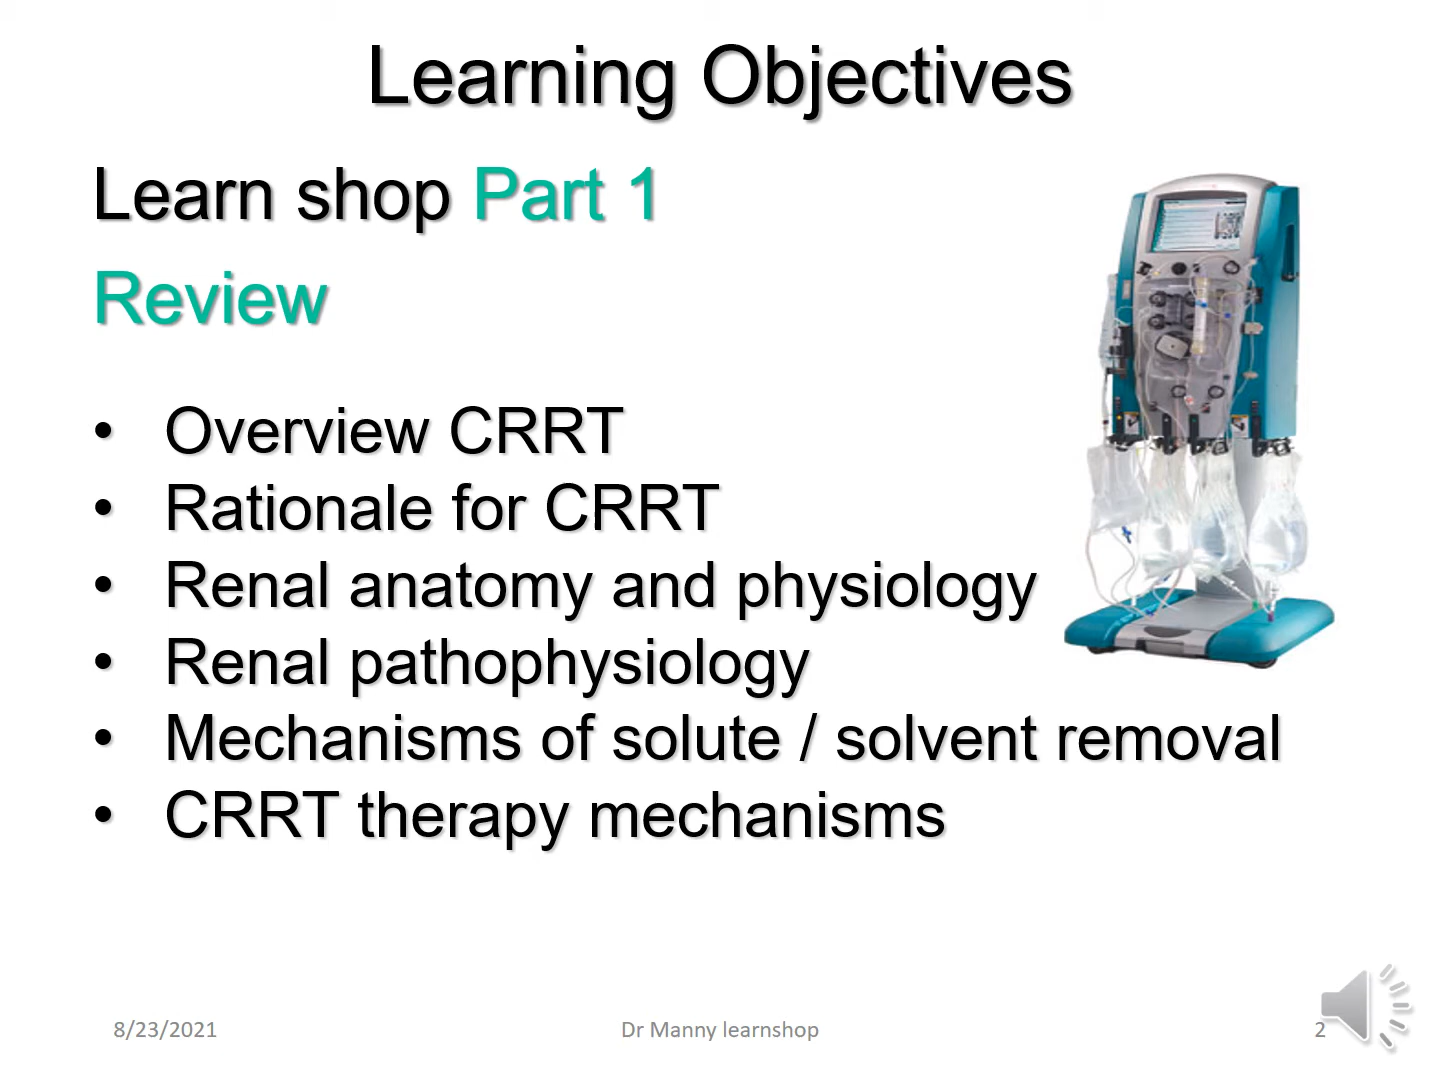 Learning Objectives
Learn shop Part 1
Review
• Overview CRRT
• Rationale for CRRT
• Renal anatomy and physiology
• Renal pathophysiology
• Mechanisms of solute / solvent removal
• CRRT therapy mechanisms
8/23/2021
Dr Manny learnshop
2